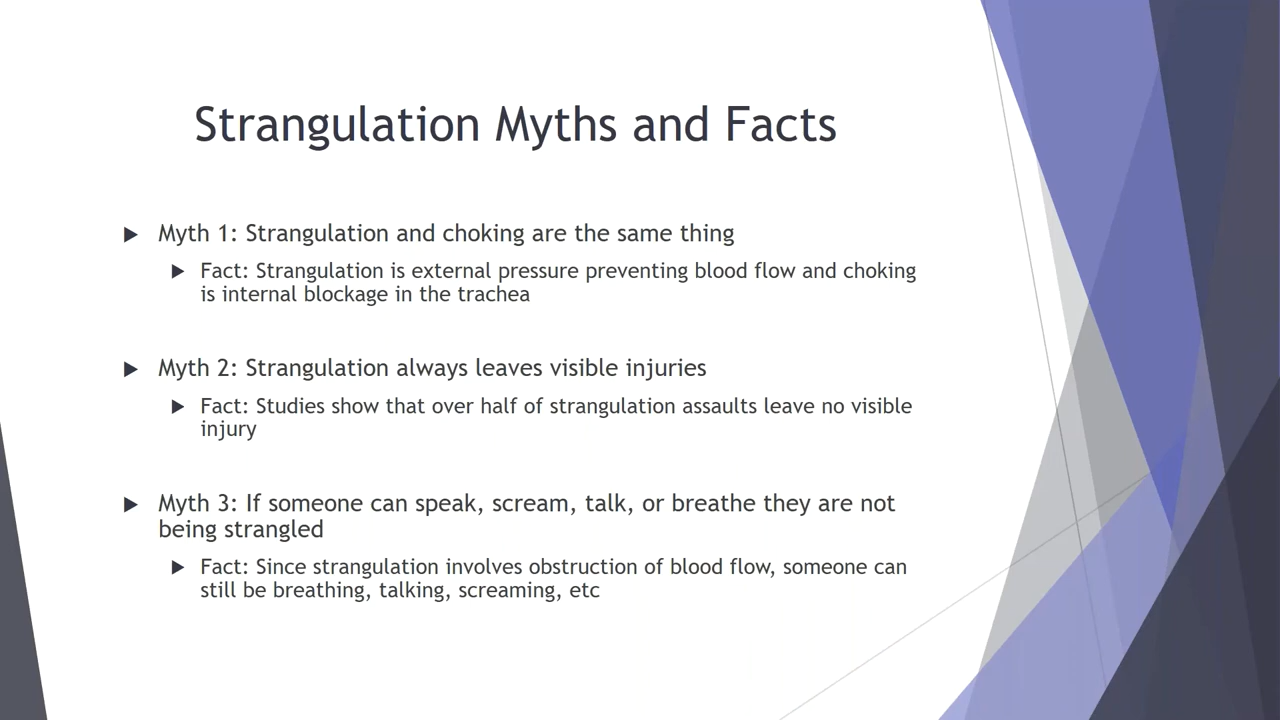 Strangulation Myths and Facts
Myth 1: Strangulation and choking are the same thing
Fact: Strangulation is external pressure preventing blood flow and choking
is internal blockage in the trachea
Myth 2: Strangulation always leaves visible injuries
Fact: Studies show that over half of strangulation assaults leave no visible
injury
Myth 3: If someone can speak, scream, talk, or breathe they are not
being strangled
Fact: Since strangulation involves obstruction of blood flow, someone can
still be breathing, talking, screaming, etc